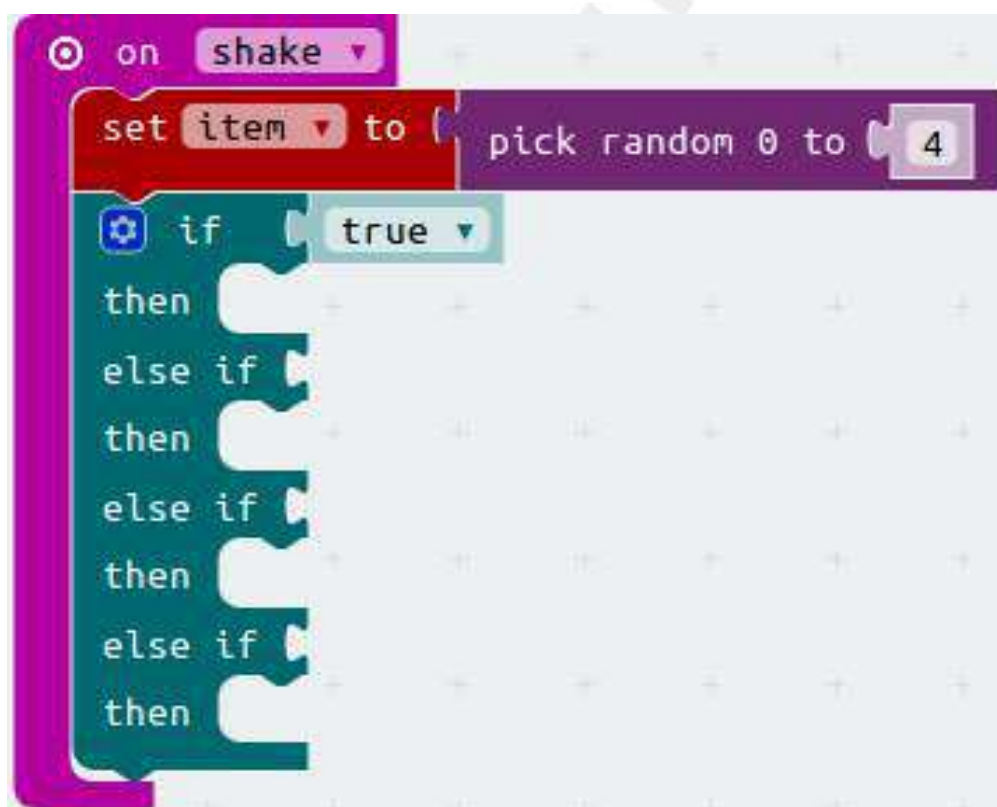 on shake
set item to pick random 0 to 4
if true
then
else if
then
else if
then
else if
then